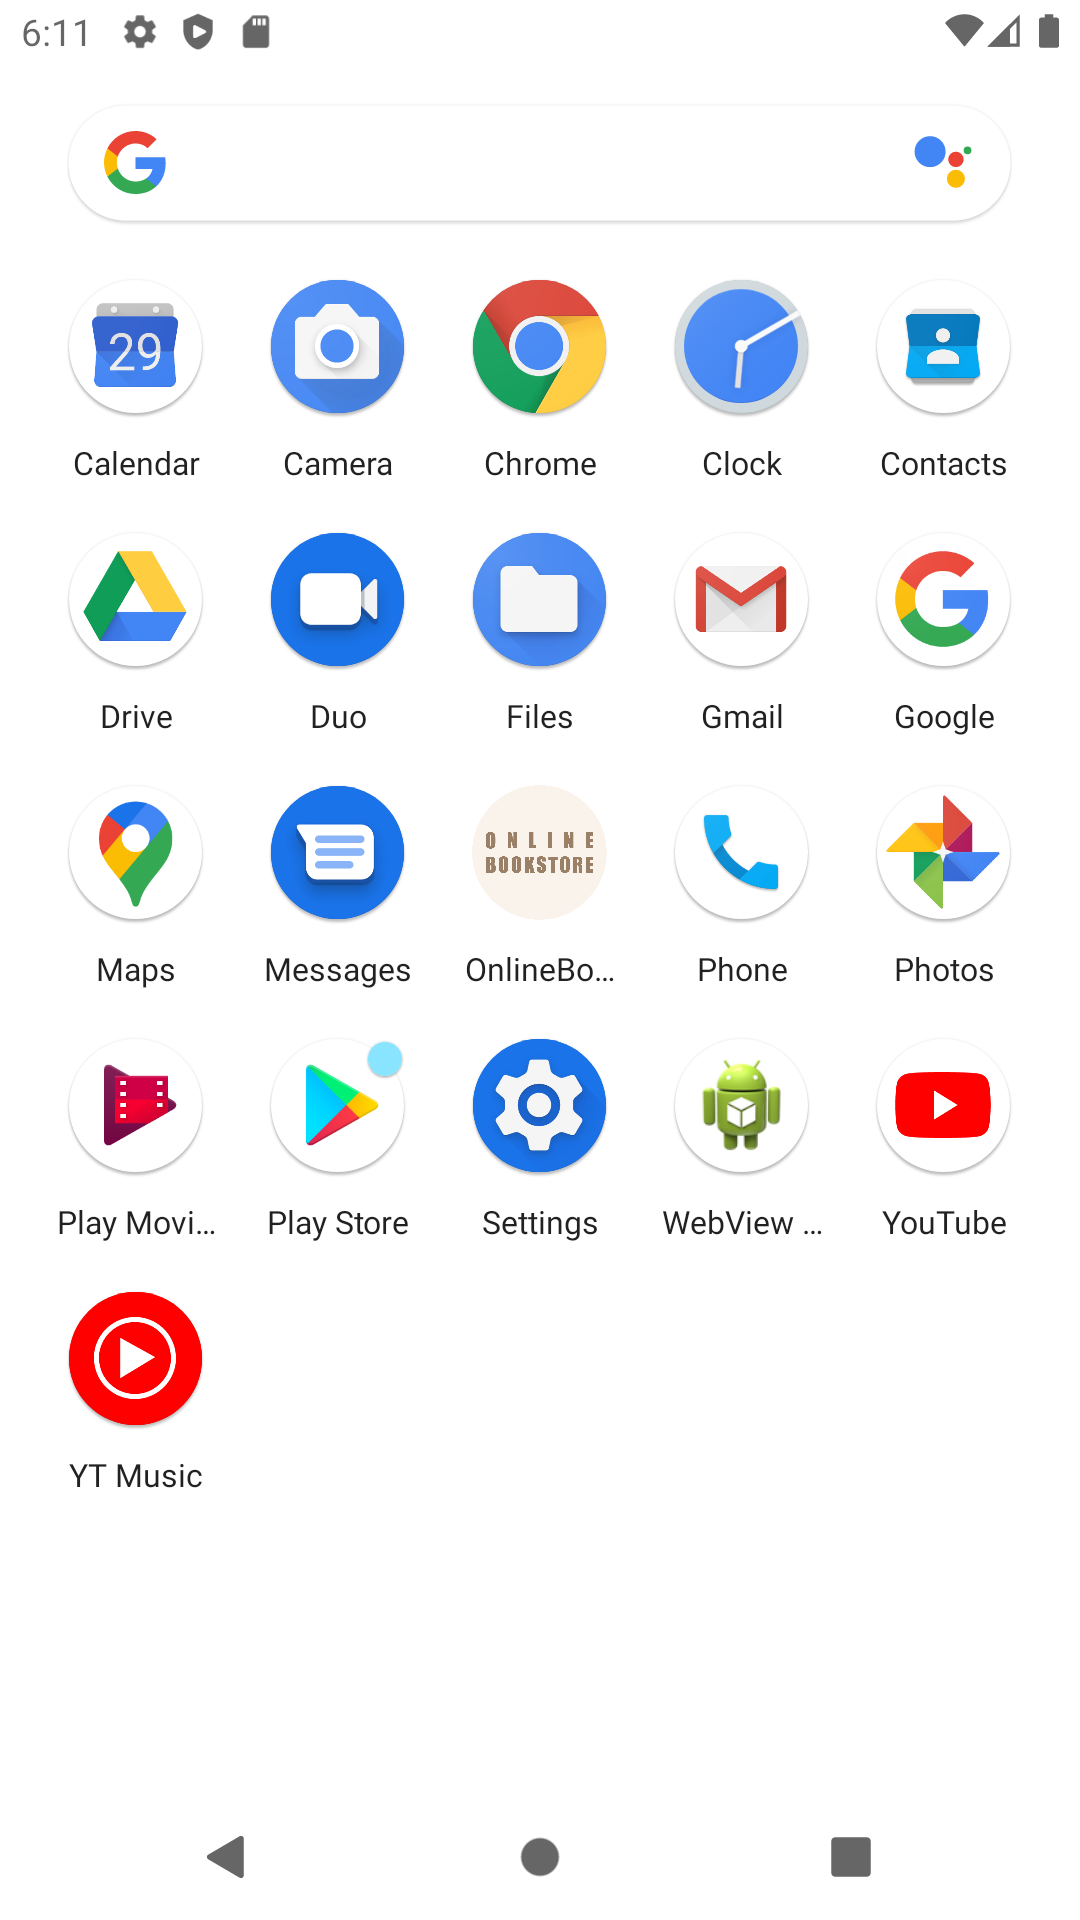 6:11
Calendar Camera Chrome Clock Contacts
29
Drive Duo Files Gmail Google
ONLINE
BOOKSTORE
Maps Messages OnlineBo... Phone Photos
Play Movi... Play Store Settings WebView ... YouTube
YT Music